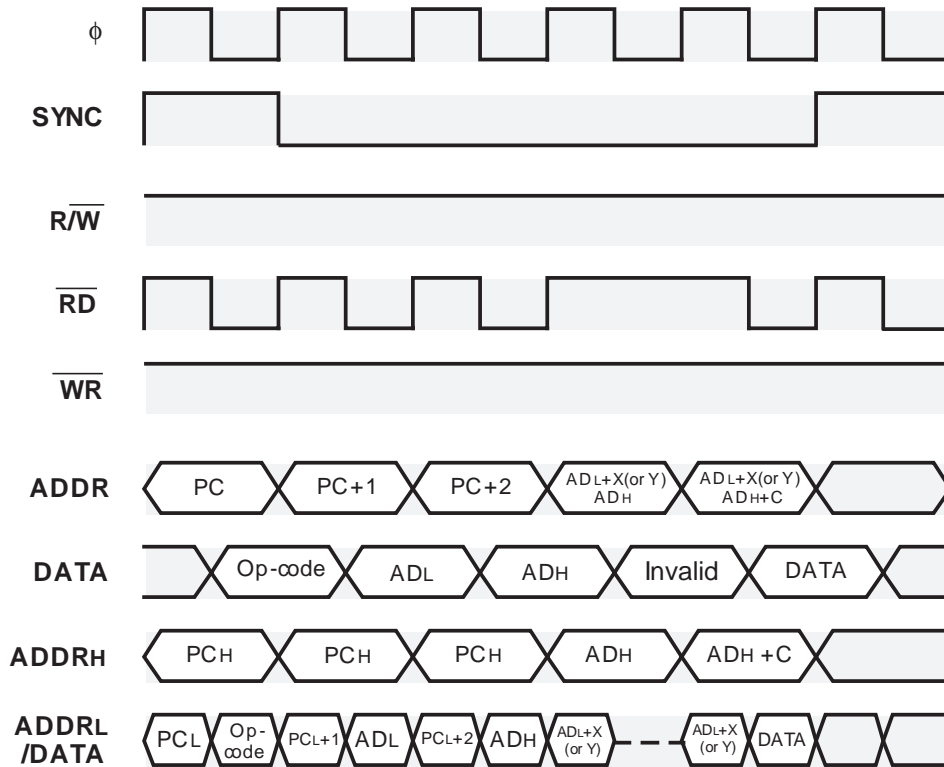 ϕ
SYNC
R/W̅
R̅D̅
W̅R̅
ADDR
PC
PC+1
PC+2
ADL+X(or Y)
ADH
ADL+X(or Y)
ADH+C
DATA
Op-code
ADL
ADH
Invalid
DATA
ADDRH
PCH
PCH
PCH
ADH
ADH +C
ADDRL
/DATA
PCL
Op-
code
PCL+1
ADL
PCL+2
ADH
ADL+X
(or Y)
ADL+X
(or Y)
DATA